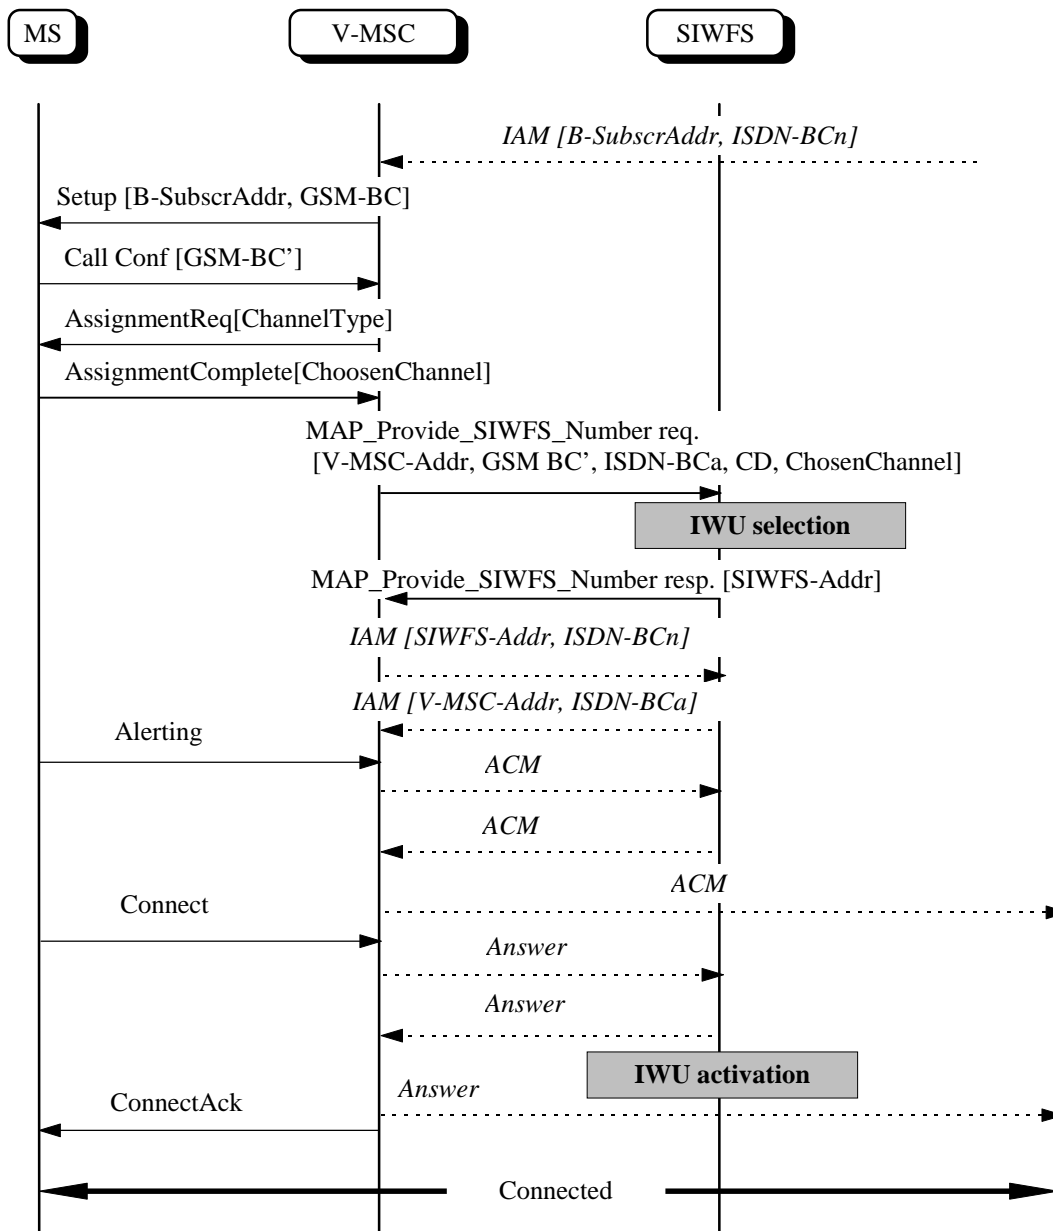 MS
V-MSC
SIWFS
IAM [B-SubscrAddr, ISDN-BCn]
Setup [B-SubscrAddr, GSM-BC]
Call Conf [GSM-BC’]
AssignmentReq[ChannelType]
AssignmentComplete[ChoosenChannel]
MAP_Provide_SIWFS_Number req.
[V-MSC-Addr, GSM BC’, ISDN-BCa, CD, ChosenChannel]
IWU selection
MAP_Provide_SIWFS_Number resp. [SIWFS-Addr]
IAM [SIWFS-Addr, ISDN-BCn]
IAM [V-MSC-Addr, ISDN-BCa]
Alerting
ACM
ACM
ACM
Connect
Answer
Answer
IWU activation
Answer
ConnectAck
Connected